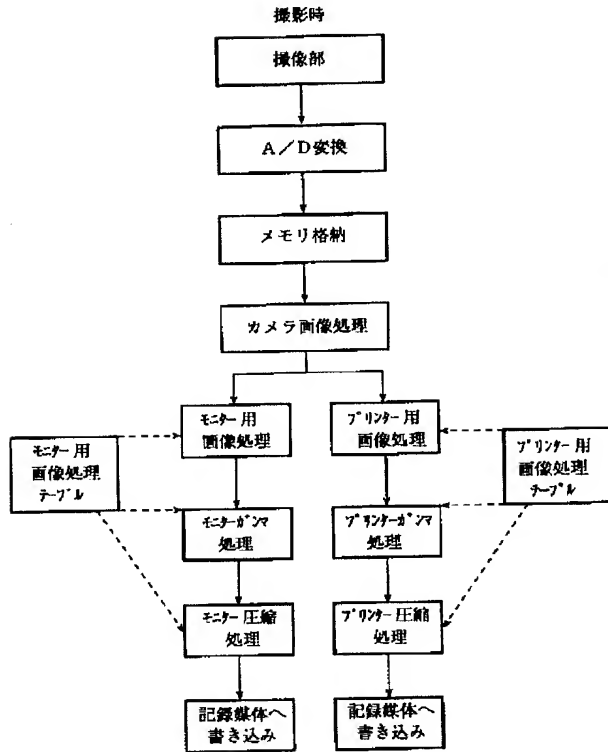 撮影時
撮像部
A／D変換
メモリ格納
カメラ画像処理
モニター用
画像処理
プリンター用
画像処理
モニター用
画像処理
テーブル
プリンター用
画像処理
テーブル
モニターガンマ
処理
プリンターガンマ
処理
モニター圧縮
処理
プリンター圧縮
処理
記録媒体へ
書き込み
記録媒体へ
書き込み